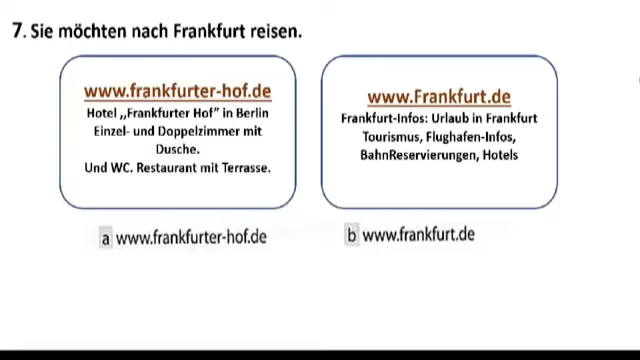 7. Sie möchten nach Frankfurt reisen.
www.frankfurter-hof.de
Hotel „Frankfurter Hof" in Berlin
Einzel- und Doppelzimmer mit
Dusche.
Und WC. Restaurant mit Terrasse.
www.Frankfurt.de
Frankfurt-Infos: Urlaub in Frankfurt
Tourismus, Flughafen-Infos,
BahnReservierungen, Hotels
a www.frankfurter-hof.de
b www.frankfurt.de